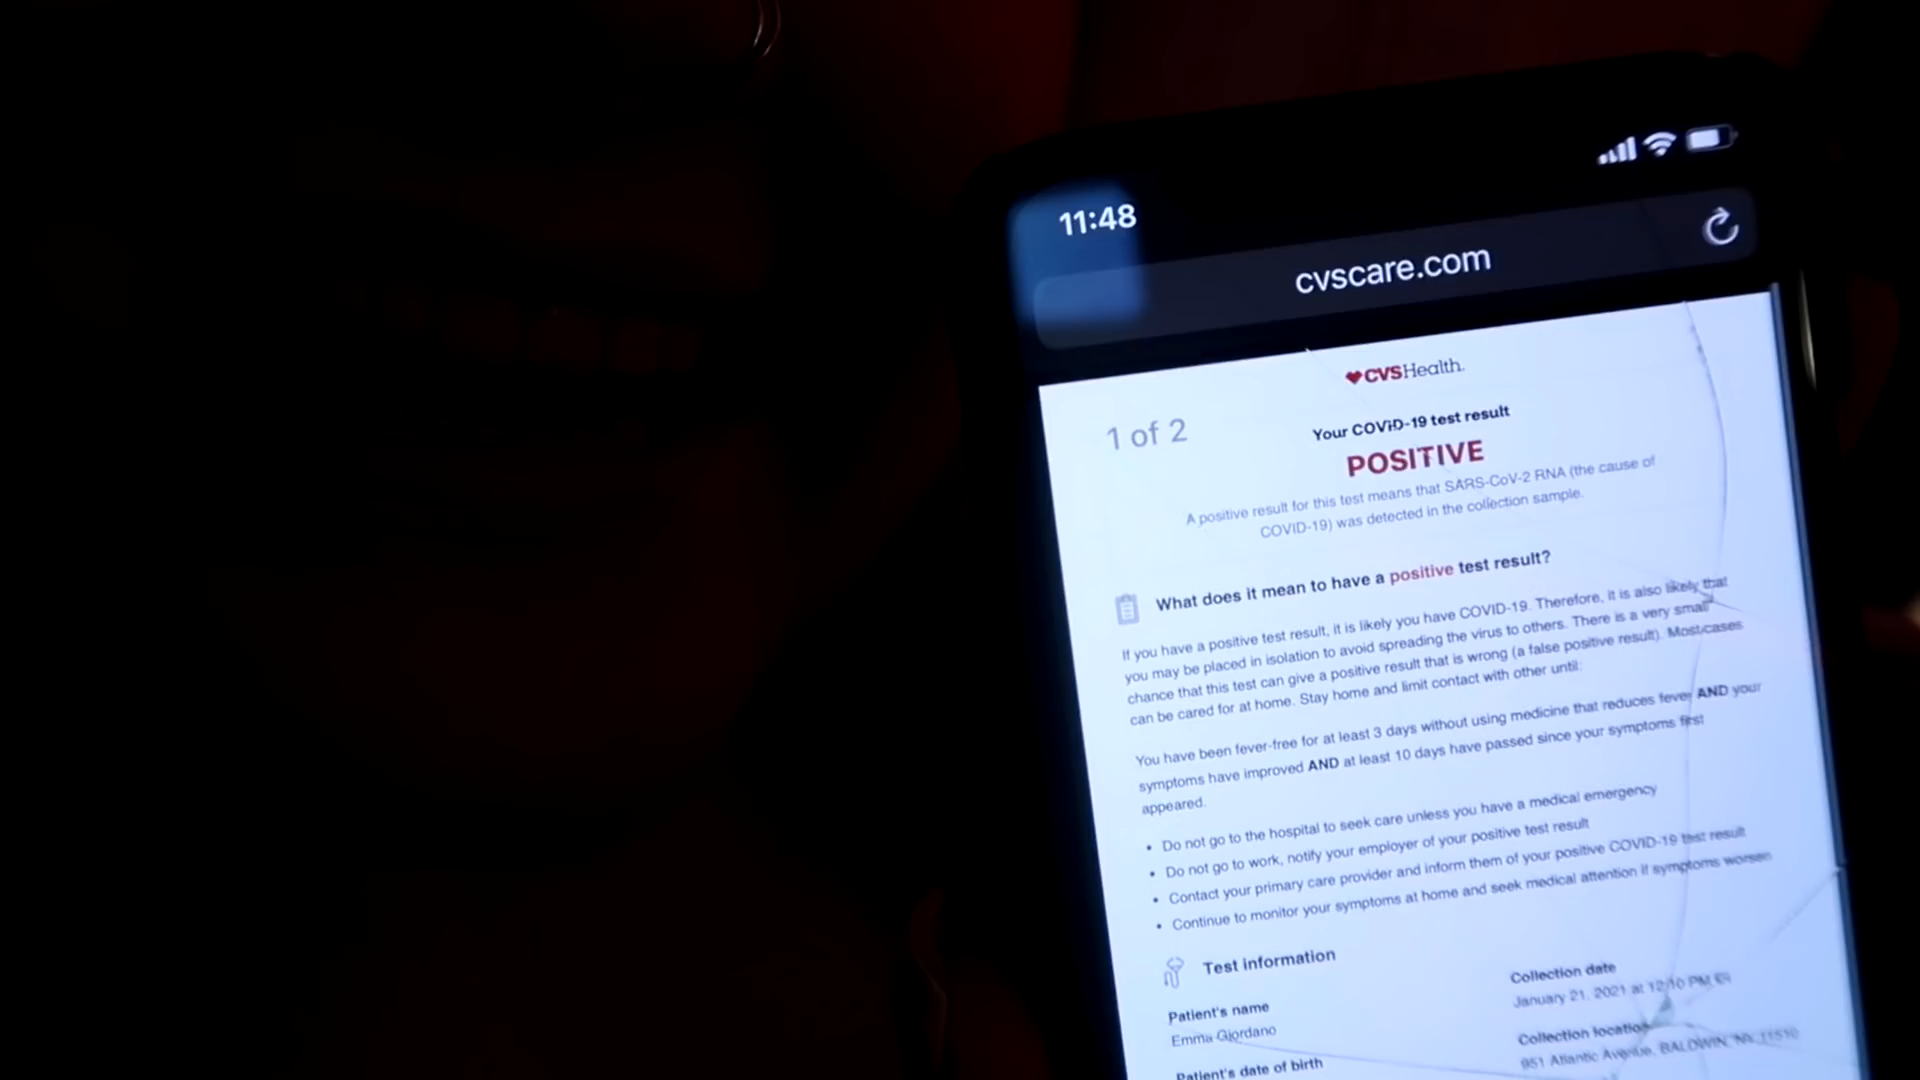 11:48
cvscare.com
CVSHealth.
1 of 2
Your COVID-19 test result
POSITIVE
A positive result for this test means that SARS-CoV-2 RNA (the cause of
COVID-19) was detected in the collection sample.
What does it mean to have a positive test result?
If you have a positive test result, it is likely you have COVID-19. Therefore, it is also likely that
you may be placed in isolation to avoid spreading the virus to others. There is a very small
chance that this test can give a positive result that is wrong (a false positive result). Most cases
can be cared for at home. Stay home and limit contact with other until:
You have been fever-free for at least 3 days without using medicine that reduces fever AND your
symptoms have improved AND at least 10 days have passed since your symptoms first
appeared.
• Do not go to the hospital to seek care unless you have a medical emergency
• Do not go to work, notify your employer of your positive test result
• Contact your primary care provider and inform them of your positive COVID-19 test result
• Continue to monitor your symptoms at home and seek medical attention if symptoms worsen
Test information
Patient's name
Emma Giordano
Patient's date of birth
Collection date
January 21, 2021 at 12:10 PM
Collection location
951 Atlantic Avenue, BALDWIN, NY, 11510